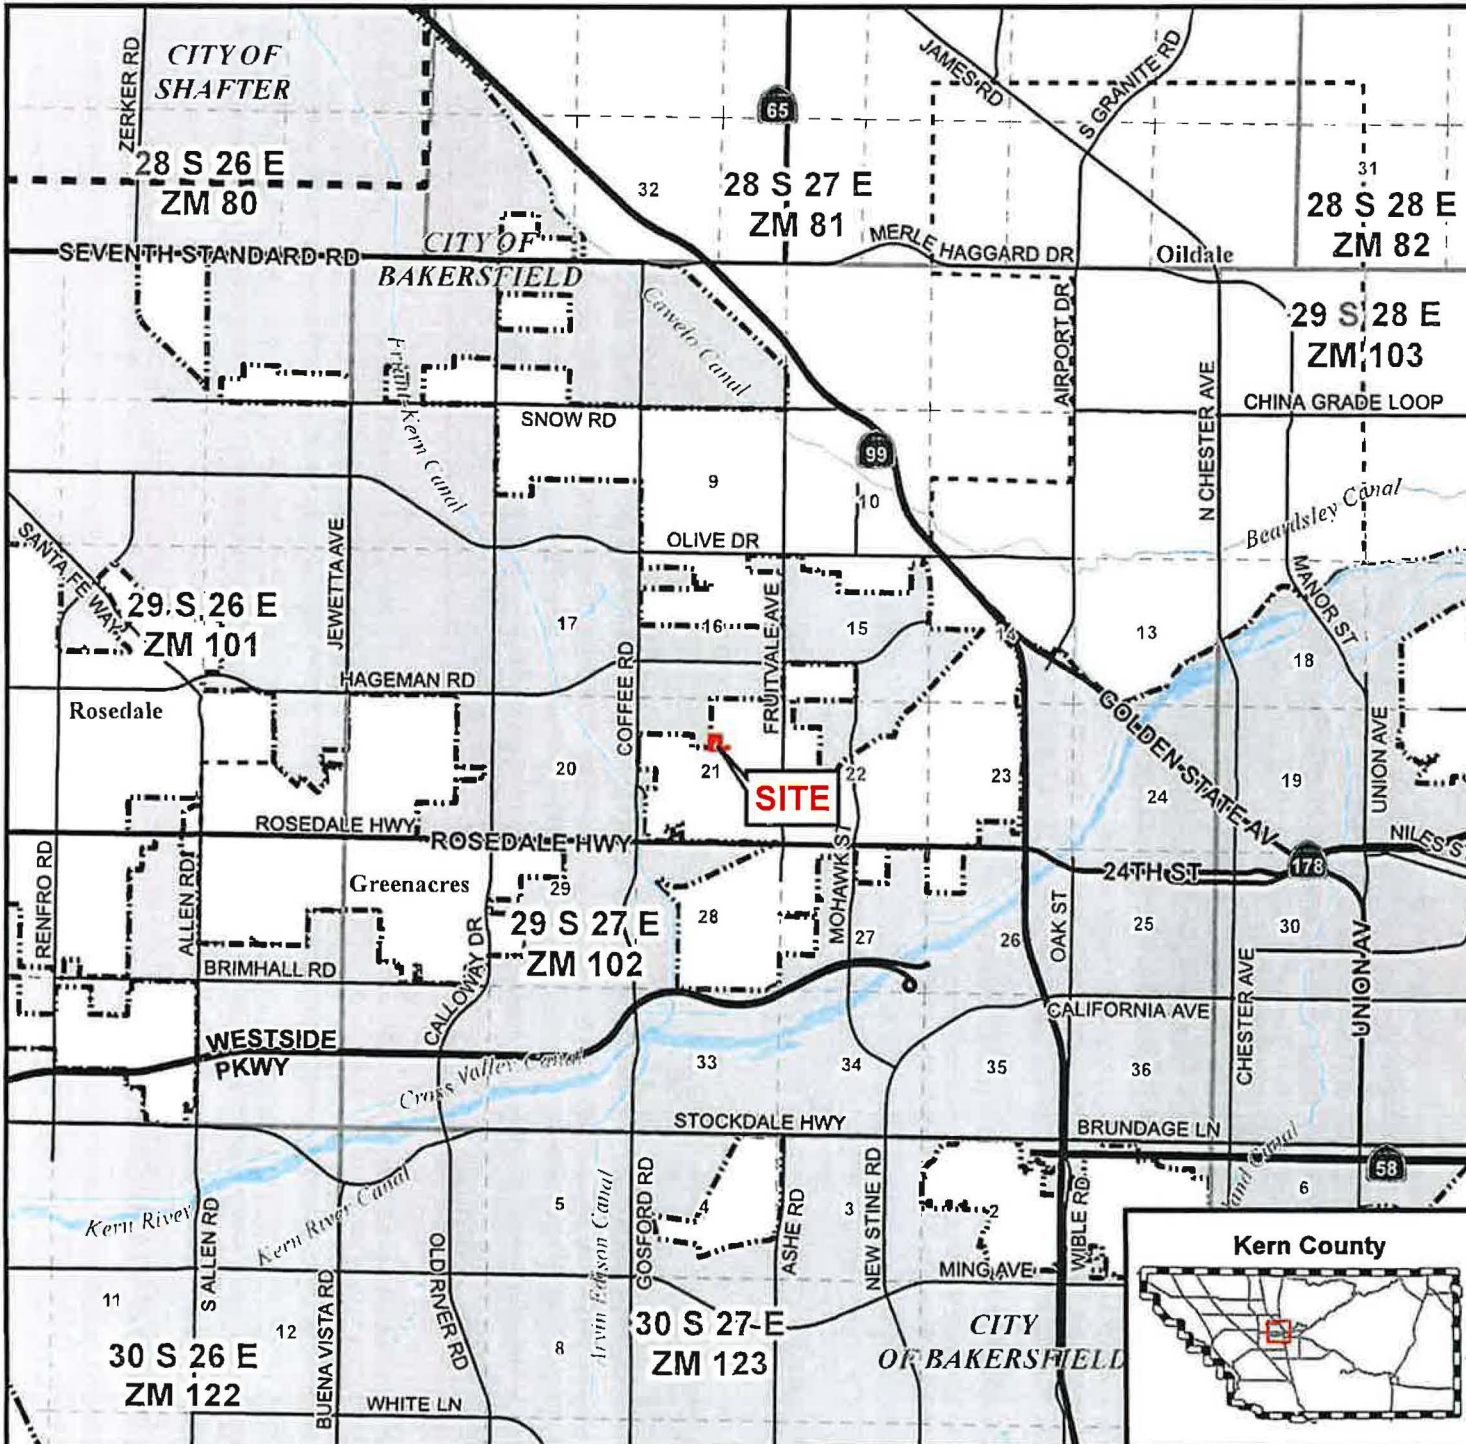 CITY OF
SHAFTER
ZERKER RD
28 S 26 E
ZM 80
65
JAMES RD
S GRANITE RD
32
28 S 27 E
ZM 81
31
28 S 28 E
ZM 82
SEVENTH STANDARD RD
CITY OF
BAKERSFIELD
MERLE HAGGARD DR
Oildale
Cawelo Canal
29 S 28 E
ZM 103
Friant-Kern Canal
AIRPORT DR
N CHESTER AVE
CHINA GRADE LOOP
SNOW RD
99
9
10
Beardsley Canal
SANTA FE WAY
JEWETTA AVE
OLIVE DR
MANOR ST
29 S 26 E
ZM 101
17
COFFEE RD
16
FRUITVALE AVE
15
14
13
18
HAGEMAN RD
Rosedale
GOLDEN STATE AV
UNION AVE
20
21
SITE
22
23
24
19
ROSEDALE HWY
ROSEDALE HWY
MOHAWK ST
NILES S
178
24TH ST
RENFRO RD
ALLEN RD
Greenacres
29
29 S 27 E
ZM 102
28
27
26
OAK ST
25
30
BRIMHALL RD
CALLOWAY DR
CALIFORNIA AVE
CHESTER AVE
UNION AV
WESTSIDE
PKWY
Cross Valley Canal
33
34
35
36
STOCKDALE HWY
BRUNDAGE LN
58
Kern River
S ALLEN RD
Kern River Canal
5
Arvin Edison Canal
GOSFORD RD
4
ASHE RD
3
NEW STINE RD
2
WIBLE RD
6
and Canal
OLD RIVER RD
MING AVE
Kern County
11
12
BUENA VISTA RD
30 S 26 E
ZM 122
8
30 S 27 E
ZM 123
CITY
OF BAKERSFIELD
WHITE LN